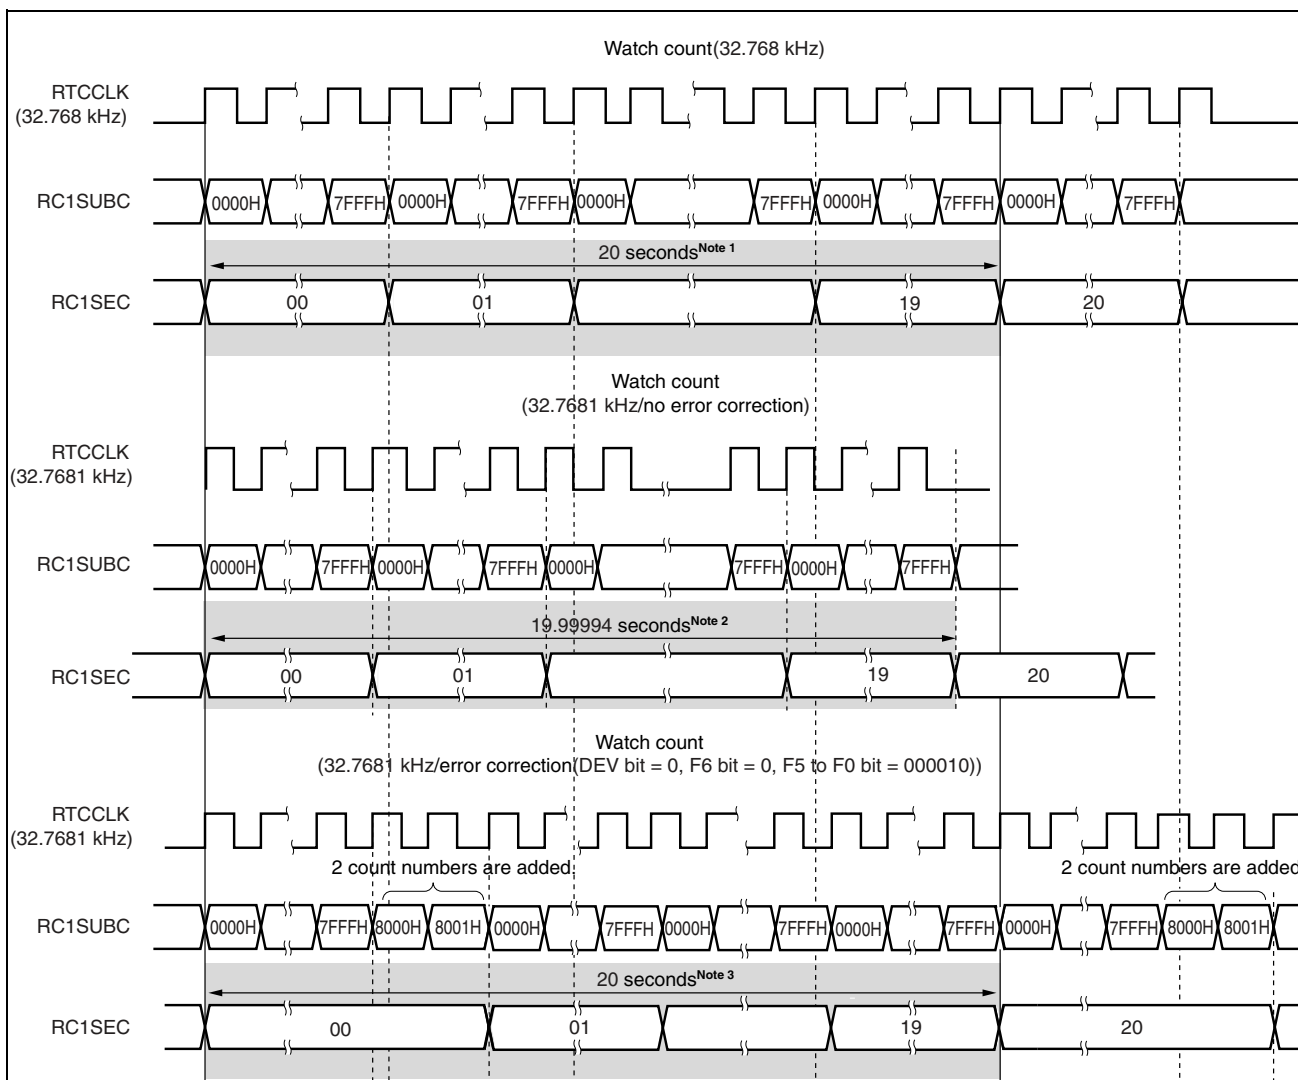 Watch count(32.768 kHz)
RTCCLK
(32.768 kHz)
RC1SUBC
0000H 7FFFH 0000H 7FFFH 0000H 7FFFH 0000H 7FFFH 0000H 7FFFH
20 seconds Note 1
RC1SEC
00 01 19 20
Watch count
(32.7681 kHz/no error correction)
RTCCLK
(32.7681 kHz)
RC1SUBC
0000H 7FFFH 0000H 7FFFH 0000H 7FFFH 0000H 7FFFH
19.99994 seconds Note 2
RC1SEC
00 01 19 20
Watch count
(32.7681 kHz/error correction(DEV bit = 0, F6 bit = 0, F5 to F0 bit = 000010))
RTCCLK
(32.7681 kHz)
2 count numbers are added. 2 count numbers are added
RC1SUBC
0000H 7FFFH 8000H 8001H 0000H 7FFFH 0000H 7FFFH 0000H 7FFFH 0000H 7FFFH 8000H 8001H
20 seconds Note 3
RC1SEC
00 01 19 20